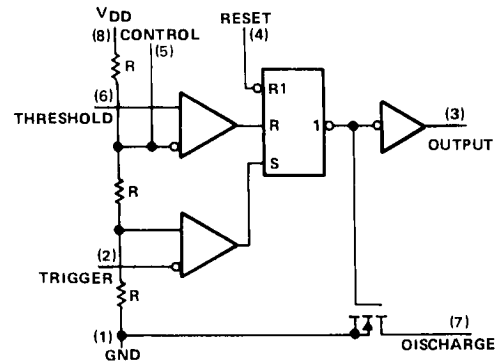 VDD
(8) CONTROL
(5)
RESET
(4)
R
(6)
THRESHOLD
R1
R
S
1
(3)
OUTPUT
R
(2)
TRIGGER
R
(1)
GND
(7)
OISCHARGE